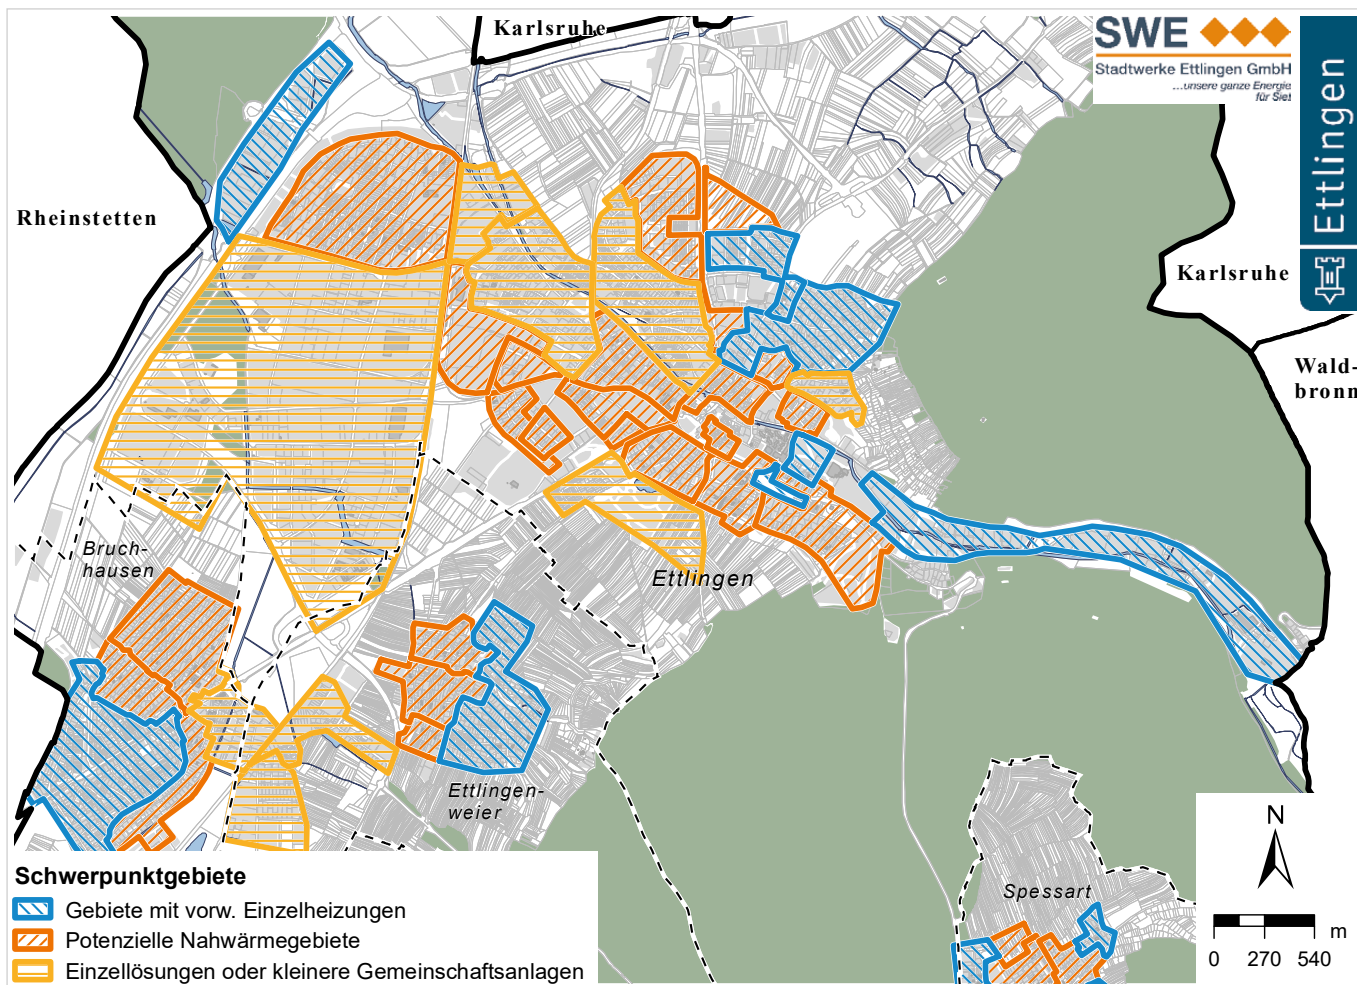 Karlsruhe
SWE
Stadtwerke Ettlingen GmbH
...unsere ganze Energie
für Sie!
Ettlingen
Rheinstetten
Karlsruhe
Wald-
bronn
Bruch-
hausen
Ettlingen
Ettlingen-
weier
Spessart
N
m
0 270 540
Schwerpunktgebiete
Gebiete mit vorw. Einzelheizungen
Potenzielle Nahwärmegebiete
Einzellösungen oder kleinere Gemeinschaftsanlagen